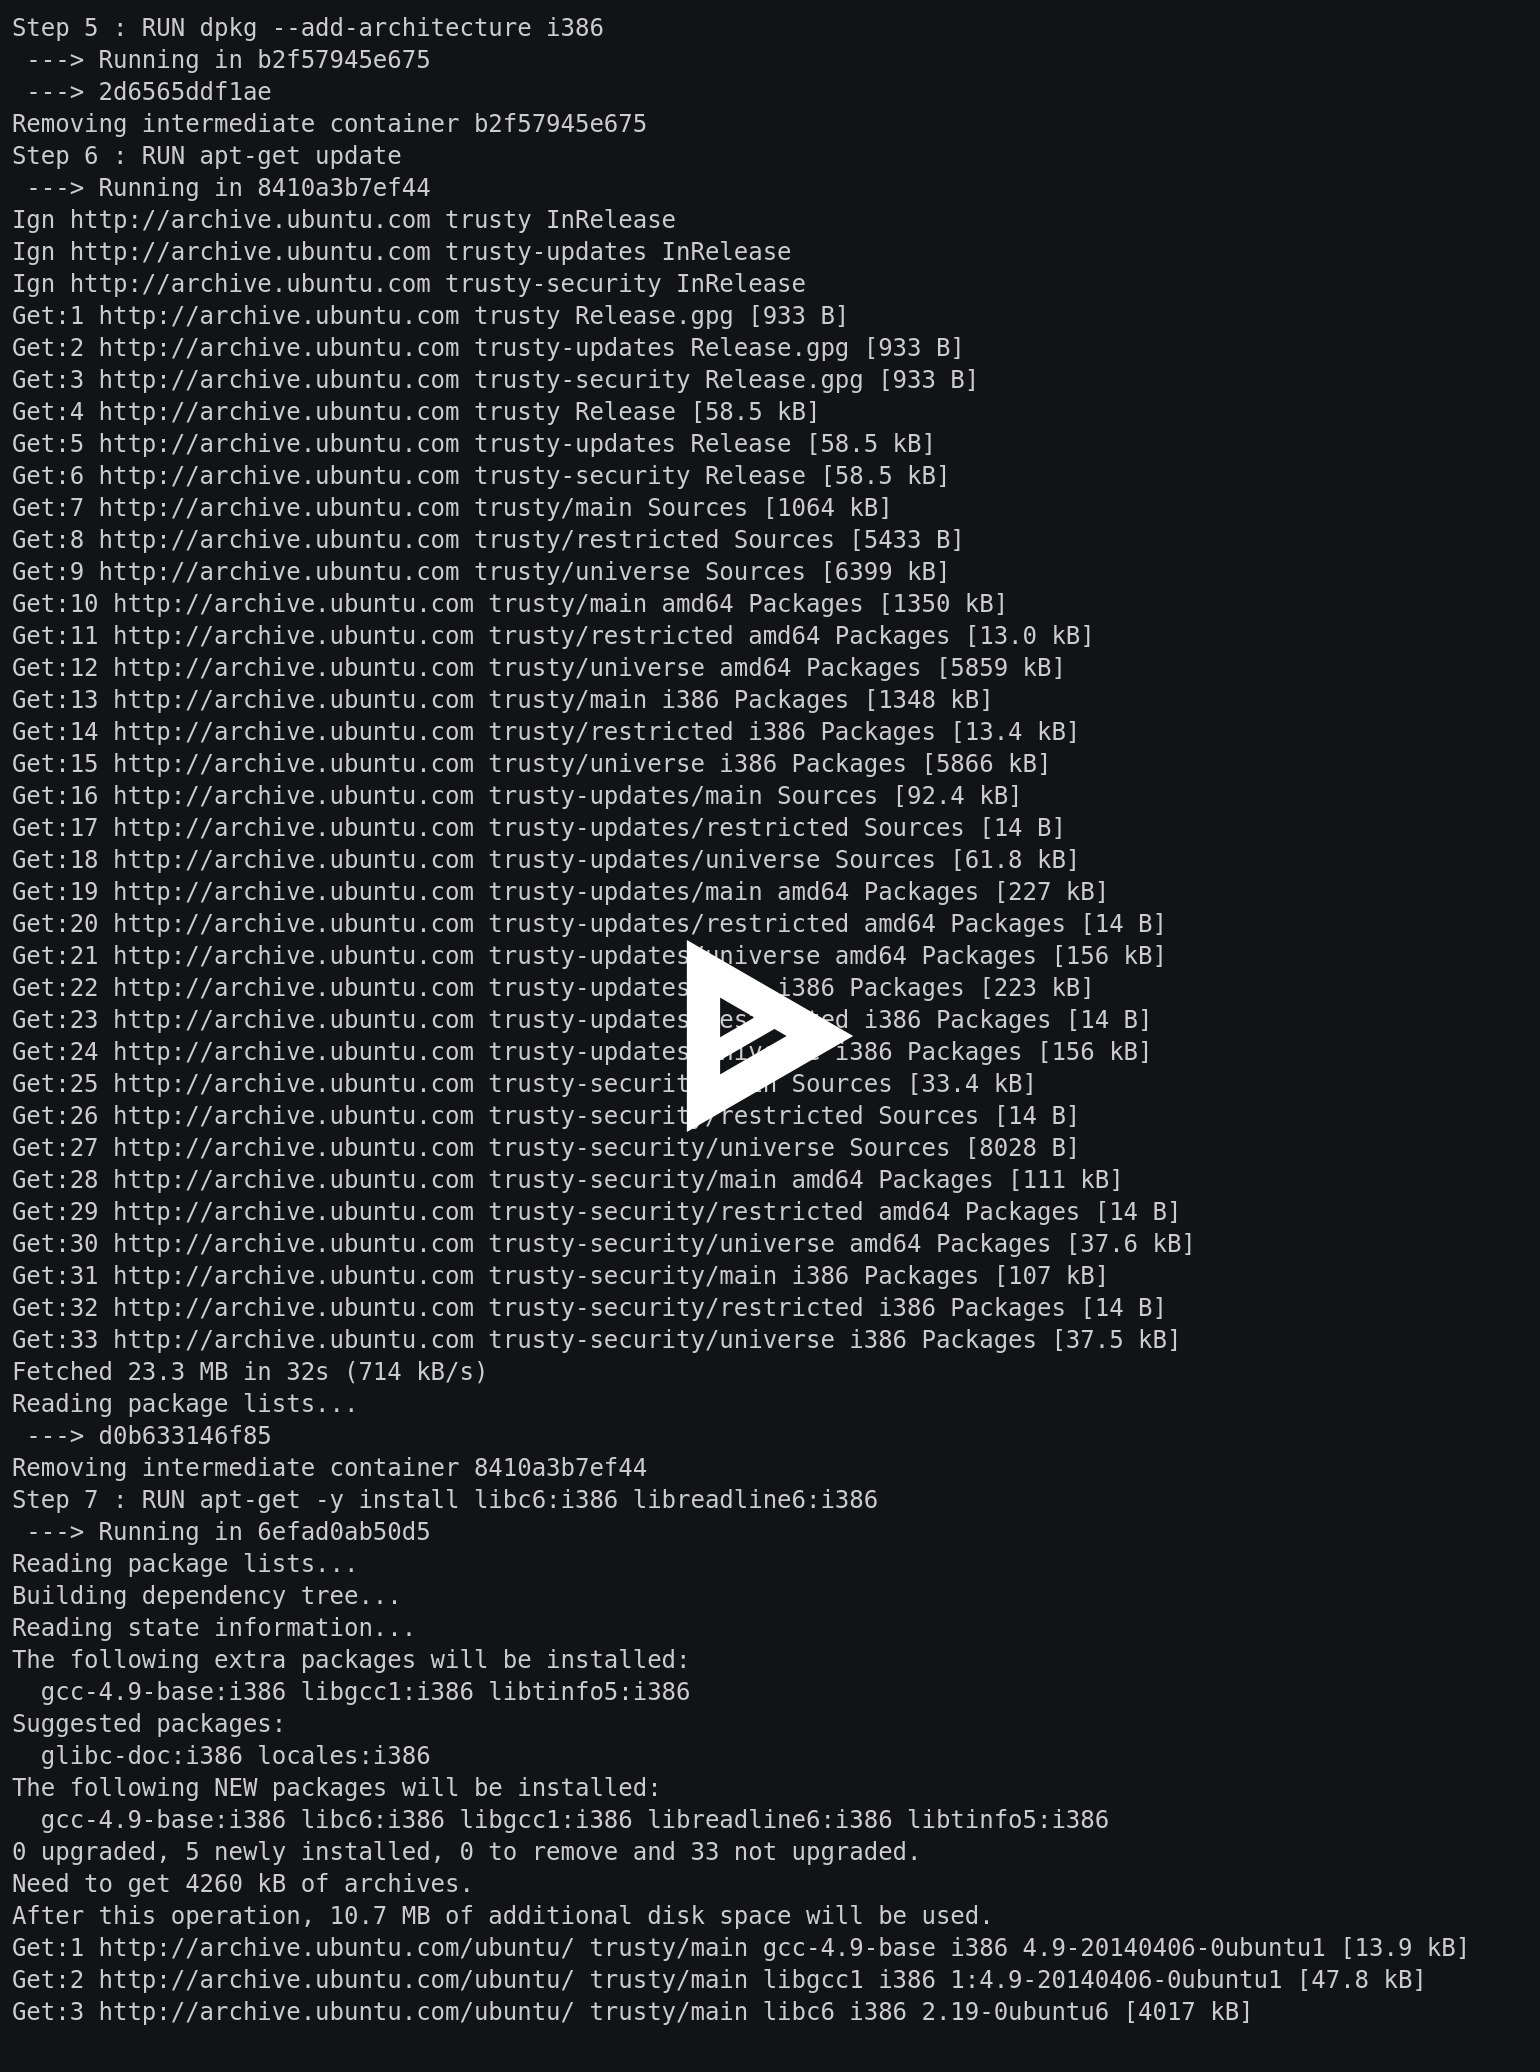 Step 5 : RUN dpkg --add-architecture i386
 ---> Running in b2f57945e675
 ---> 2d6565ddf1ae
Removing intermediate container b2f57945e675
Step 6 : RUN apt-get update
 ---> Running in 8410a3b7ef44
Ign http://archive.ubuntu.com trusty InRelease
Ign http://archive.ubuntu.com trusty-updates InRelease
Ign http://archive.ubuntu.com trusty-security InRelease
Get:1 http://archive.ubuntu.com trusty Release.gpg [933 B]
Get:2 http://archive.ubuntu.com trusty-updates Release.gpg [933 B]
Get:3 http://archive.ubuntu.com trusty-security Release.gpg [933 B]
Get:4 http://archive.ubuntu.com trusty Release [58.5 kB]
Get:5 http://archive.ubuntu.com trusty-updates Release [58.5 kB]
Get:6 http://archive.ubuntu.com trusty-security Release [58.5 kB]
Get:7 http://archive.ubuntu.com trusty/main Sources [1064 kB]
Get:8 http://archive.ubuntu.com trusty/restricted Sources [5433 B]
Get:9 http://archive.ubuntu.com trusty/universe Sources [6399 kB]
Get:10 http://archive.ubuntu.com trusty/main amd64 Packages [1350 kB]
Get:11 http://archive.ubuntu.com trusty/restricted amd64 Packages [13.0 kB]
Get:12 http://archive.ubuntu.com trusty/universe amd64 Packages [5859 kB]
Get:13 http://archive.ubuntu.com trusty/main i386 Packages [1348 kB]
Get:14 http://archive.ubuntu.com trusty/restricted i386 Packages [13.4 kB]
Get:15 http://archive.ubuntu.com trusty/universe i386 Packages [5866 kB]
Get:16 http://archive.ubuntu.com trusty-updates/main Sources [92.4 kB]
Get:17 http://archive.ubuntu.com trusty-updates/restricted Sources [14 B]
Get:18 http://archive.ubuntu.com trusty-updates/universe Sources [61.8 kB]
Get:19 http://archive.ubuntu.com trusty-updates/main amd64 Packages [227 kB]
Get:20 http://archive.ubuntu.com trusty-updates/restricted amd64 Packages [14 B]
Get:21 http://archive.ubuntu.com trusty-updates/universe amd64 Packages [156 kB]
Get:22 http://archive.ubuntu.com trusty-updates i386 Packages [223 kB]
Get:23 http://archive.ubuntu.com trusty-updates/restricted i386 Packages [14 B]
Get:24 http://archive.ubuntu.com trusty-updates/universe i386 Packages [156 kB]
Get:25 http://archive.ubuntu.com trusty-security/main Sources [33.4 kB]
Get:26 http://archive.ubuntu.com trusty-security/restricted Sources [14 B]
Get:27 http://archive.ubuntu.com trusty-security/universe Sources [8028 B]
Get:28 http://archive.ubuntu.com trusty-security/main amd64 Packages [111 kB]
Get:29 http://archive.ubuntu.com trusty-security/restricted amd64 Packages [14 B]
Get:30 http://archive.ubuntu.com trusty-security/universe amd64 Packages [37.6 kB]
Get:31 http://archive.ubuntu.com trusty-security/main i386 Packages [107 kB]
Get:32 http://archive.ubuntu.com trusty-security/restricted i386 Packages [14 B]
Get:33 http://archive.ubuntu.com trusty-security/universe i386 Packages [37.5 kB]
Fetched 23.3 MB in 32s (714 kB/s)
Reading package lists...
 ---> d0b633146f85
Removing intermediate container 8410a3b7ef44
Step 7 : RUN apt-get -y install libc6:i386 libreadline6:i386
 ---> Running in 6efad0ab50d5
Reading package lists...
Building dependency tree...
Reading state information...
The following extra packages will be installed:
  gcc-4.9-base:i386 libgcc1:i386 libtinfo5:i386
Suggested packages:
  glibc-doc:i386 locales:i386
The following NEW packages will be installed:
  gcc-4.9-base:i386 libc6:i386 libgcc1:i386 libreadline6:i386 libtinfo5:i386
0 upgraded, 5 newly installed, 0 to remove and 33 not upgraded.
Need to get 4260 kB of archives.
After this operation, 10.7 MB of additional disk space will be used.
Get:1 http://archive.ubuntu.com/ubuntu/ trusty/main gcc-4.9-base i386 4.9-20140406-0ubuntu1 [13.9 kB]
Get:2 http://archive.ubuntu.com/ubuntu/ trusty/main libgcc1 i386 1:4.9-20140406-0ubuntu1 [47.8 kB]
Get:3 http://archive.ubuntu.com/ubuntu/ trusty/main libc6 i386 2.19-0ubuntu6 [4017 kB]